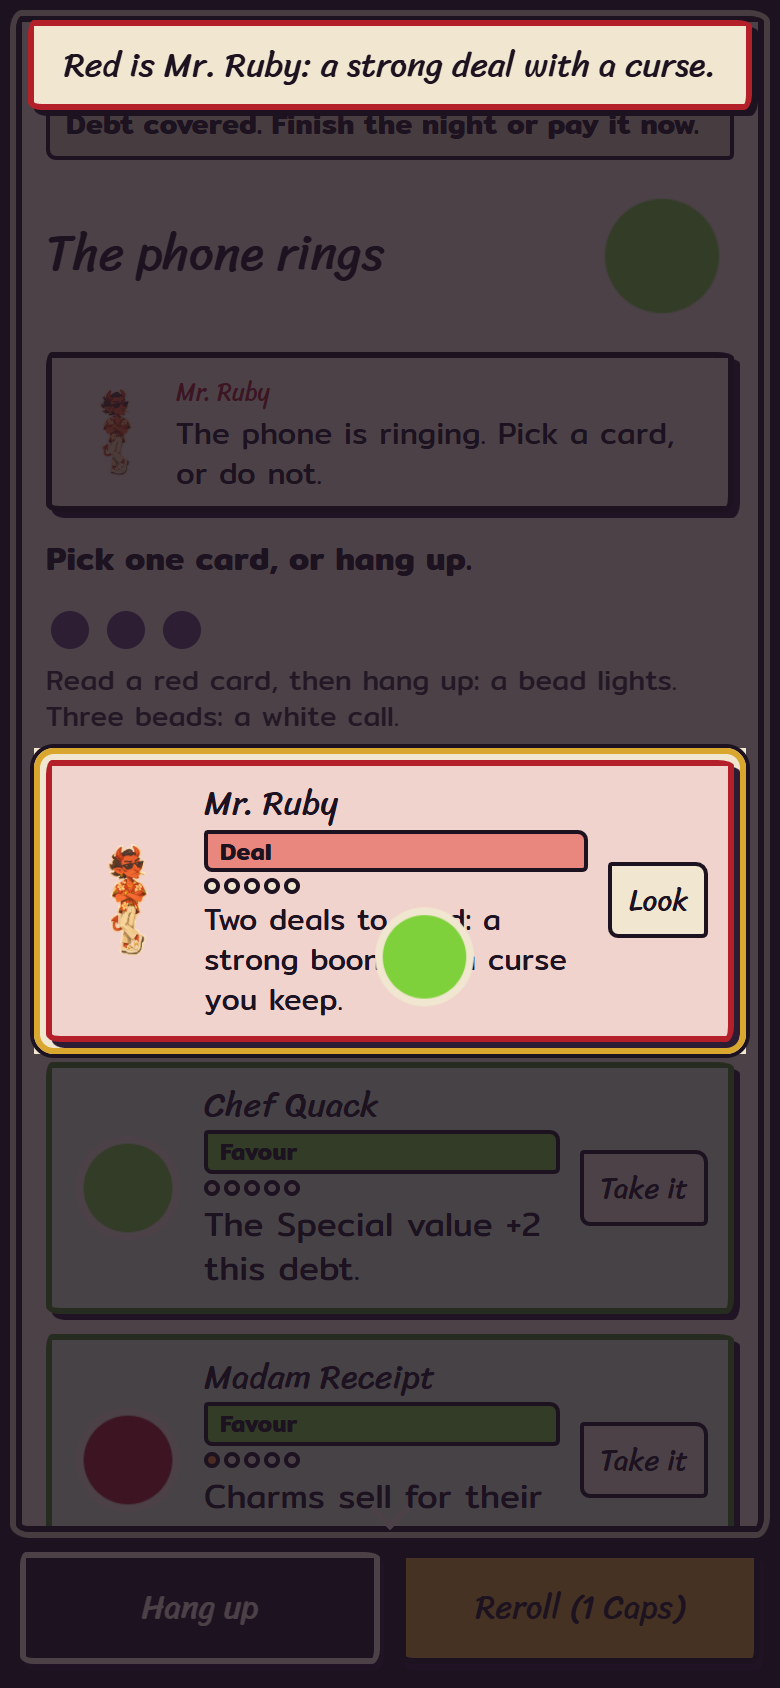 Red is Mr. Ruby: a strong deal with a curse.
Debt covered. Finish the night or pay it now.
The phone rings
Mr. Ruby
The phone is ringing. Pick a card,
or do not.
Pick one card, or hang up.
Read a red card, then hang up: a bead lights.
Three beads: a white call.
Mr. Ruby
Deal
Two deals to a
strong boon curse
you keep.
Look
Chef Quack
Favour
The Special value +2
this debt.
Take it
Madam Receipt
Favour
Charms sell for their
Take it
Hang up
Reroll (1 Caps)